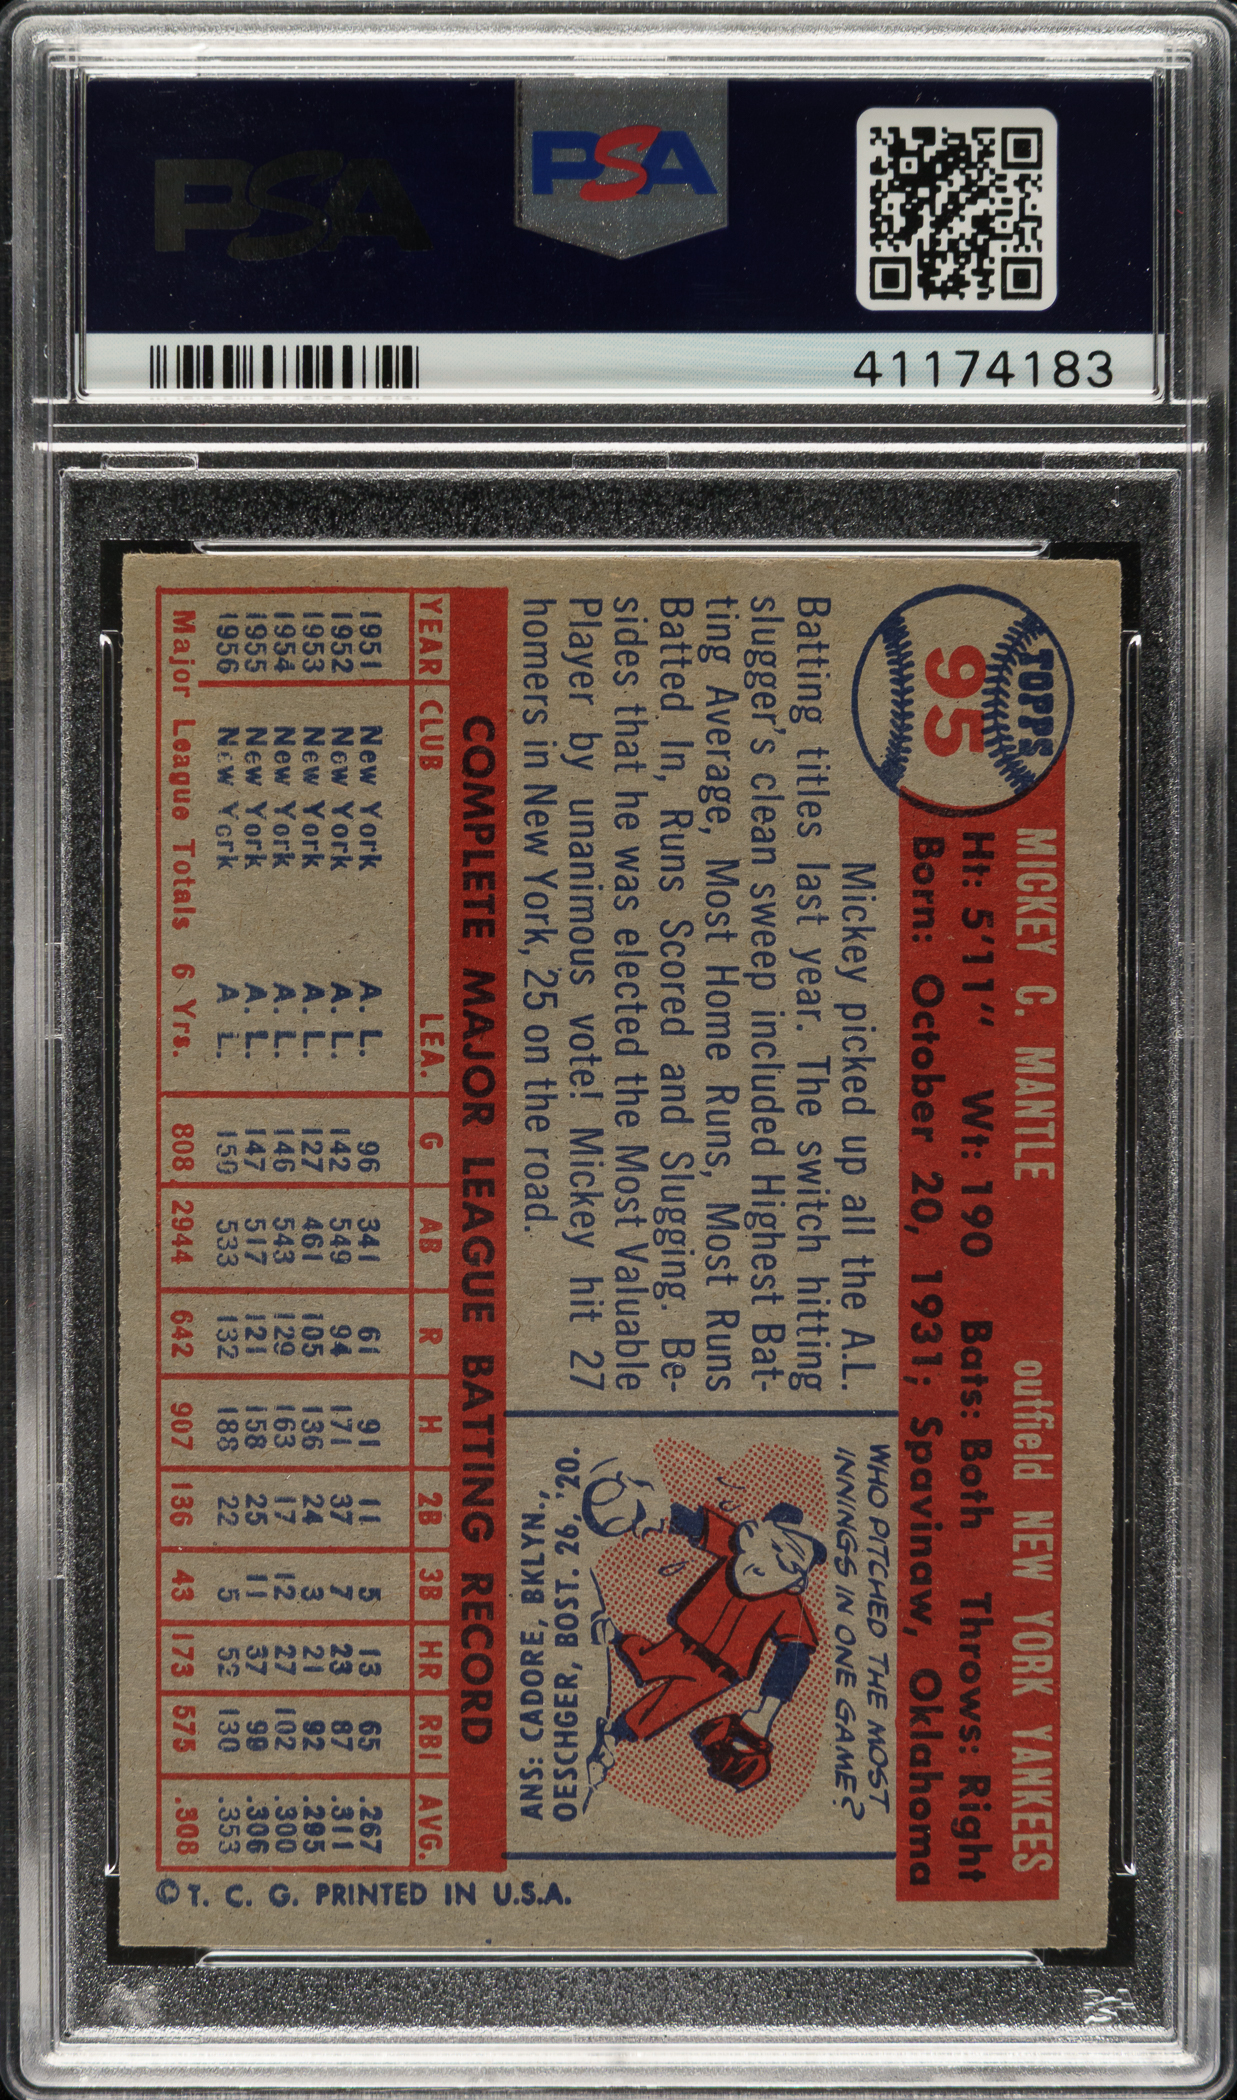 PSA
PSA
41174183
TOPPS
95
MICKEY C. MANTLE outfield NEW YORK YANKEES
Ht: 5'11" Wt: 190 Bats: Both Throws: Right
Born: October 20, 1931; Spavinaw, Oklahoma
Mickey picked up all the A.L.
Batting titles last year. The switch hitting
slugger's clean sweep included Highest Bat-
ting Average, Most Home Runs, Most Runs
Batted In, Runs Scored and Slugging. Be-
sides that he was elected the Most Valuable
Player by unanimous vote! Mickey hit 27
homers in New York, 25 on the road.
WHO PITCHED THE MOST
INNINGS IN ONE GAME?
ANS: CADORE, BKLYN.,
OESCHGER, BOST. 26, '20.
COMPLETE MAJOR LEAGUE BATTING RECORD
YEAR CLUB LEA. G AB R H 2B 3B HR RBI AVG.
1951 New York A. L. 96 341 61 91 11 5 13 65 .267
1952 New York A. L. 142 549 94 171 37 7 23 87 .311
1953 New York A. L. 127 461 105 136 24 3 21 92 .295
1954 New York A. L. 146 543 129 163 17 12 27 102 .300
1955 New York A. L. 147 517 121 158 25 11 37 99 .306
1956 New York A L. 150 533 132 188 22 5 52 130 .353
Major League Totals 6 Yrs. 808 2944 642 907 136 43 173 575 .308
© T. C. G. PRINTED IN U.S.A.